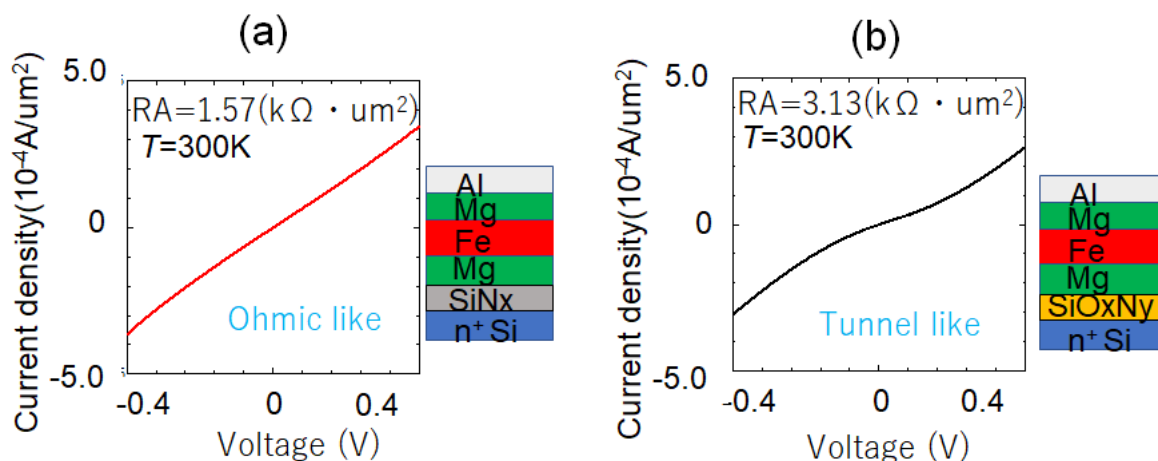 (a)
5.0
RA=1.57(kΩ・um²)
T=300K
0
-5.0
Current density(10⁻⁴A/um²)
Ohmic like
-0.4
0
0.4
Voltage (V)
Al
Mg
Fe
Mg
SiNx
n⁺ Si
(b)
5.0
RA=3.13(kΩ・um²)
T=300K
0
-5.0
Current density(10⁻⁴A/um²)
Tunnel like
-0.4
0
0.4
Voltage (V)
Al
Mg
Fe
Mg
SiOxNy
n⁺ Si